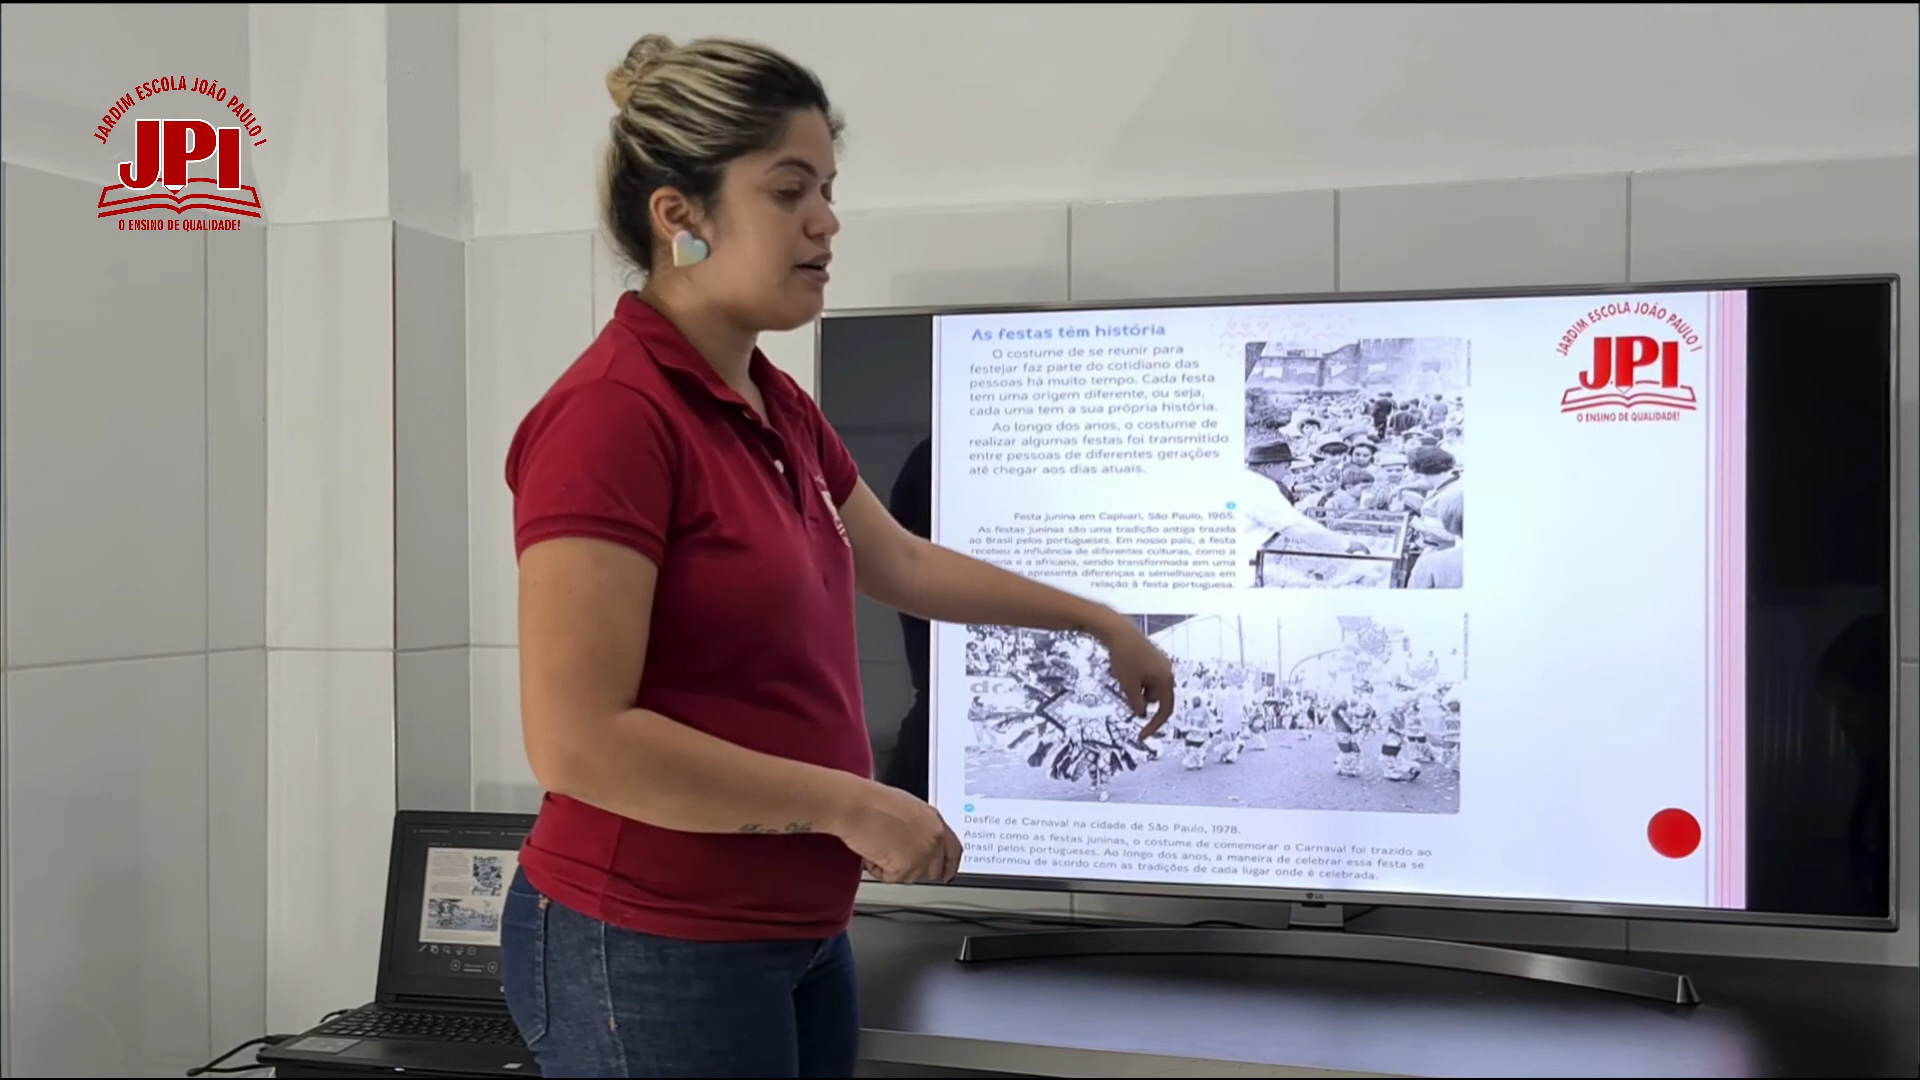 JARDIM ESCOLA JOÃO PAULO I
JPI
O ENSINO DE QUALIDADE!
As festas têm história
O costume de se reunir para
festejar faz parte do cotidiano das
pessoas há muito tempo. Cada festa
tem uma origem diferente, ou seja,
cada uma tem a sua própria história.
Ao longo dos anos, o costume de
realizar algumas festas foi transmitido
entre pessoas de diferentes gerações
até chegar aos dias atuais.
Festa junina em Capivari, São Paulo, 1965.
As festas juninas são uma tradição antiga trazida
ao Brasil pelos portugueses. Em nosso país, a festa
recebeu a influência de diferentes culturas, como a
e a africana, sendo transformada em uma
apresenta diferenças e semelhanças em
relação à festa portuguesa.
Desfile de Carnaval na cidade de São Paulo, 1978.
Assim como as festas juninas, o costume de comemorar o Carnaval foi trazido ao
Brasil pelos portugueses. Ao longo dos anos, a maneira de celebrar essa festa se
transformou de acordo com as tradições de cada lugar onde é celebrada.
JARDIM ESCOLA JOÃO PAULO I
JPI
O ENSINO DE QUALIDADE!
LG